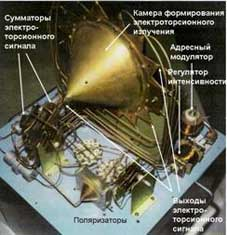 Сумматоры
электро-
торсионного
сигнала
Камера формирования
электроторсионного
излучения
Адресный
модулятор
Регулятор
интенсивности
Выходы
электро-
торсионного
сигнала
Поляризаторы